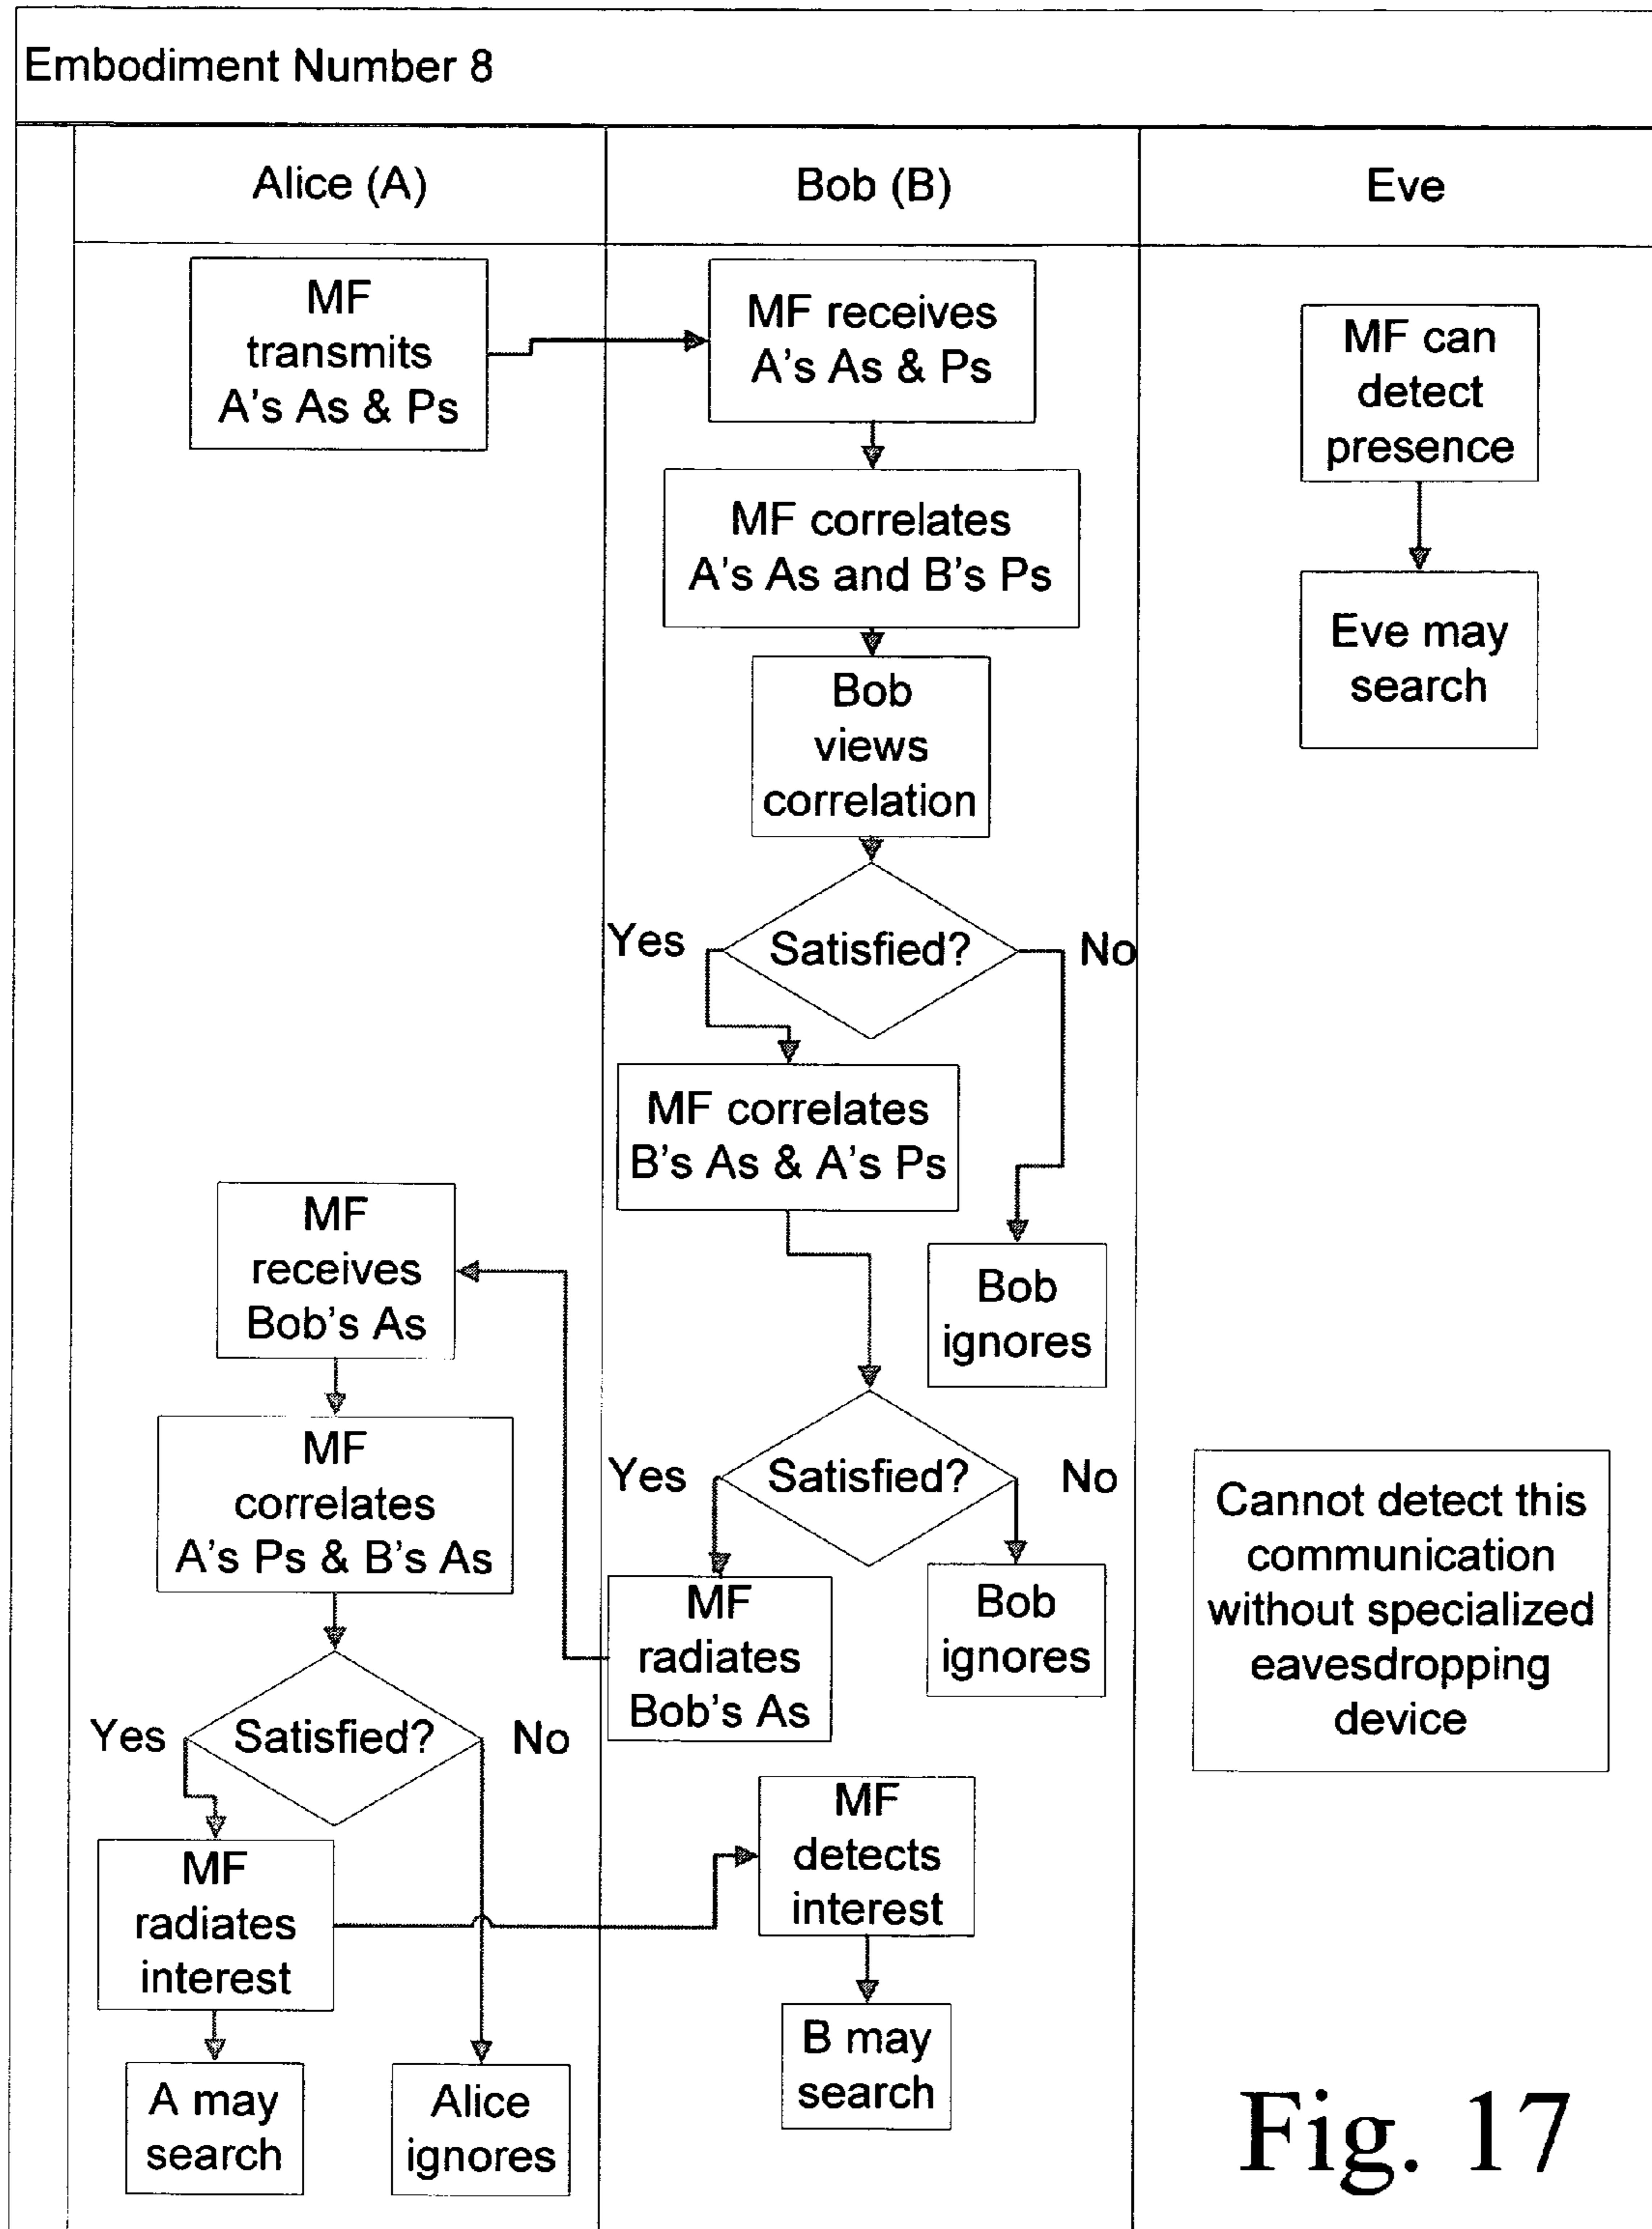 Embodiment Number 8
Alice (A)
Bob (B)
Eve
MF
transmits
A's As & Ps
MF receives
A's As & Ps
MF can
detect
presence
MF correlates
A's As and B's Ps
Eve may
search
Bob
views
correlation
Yes
Satisfied?
No
MF correlates
B's As & A's Ps
Bob
ignores
MF
receives
Bob's As
MF
correlates
A's Ps & B's As
Yes
Satisfied?
No
Cannot detect this
communication
without specialized
eavesdropping
device
MF
radiates
Bob's As
Bob
ignores
Yes
Satisfied?
No
MF
radiates
interest
MF
detects
interest
A may
search
Alice
ignores
B may
search
Fig. 17